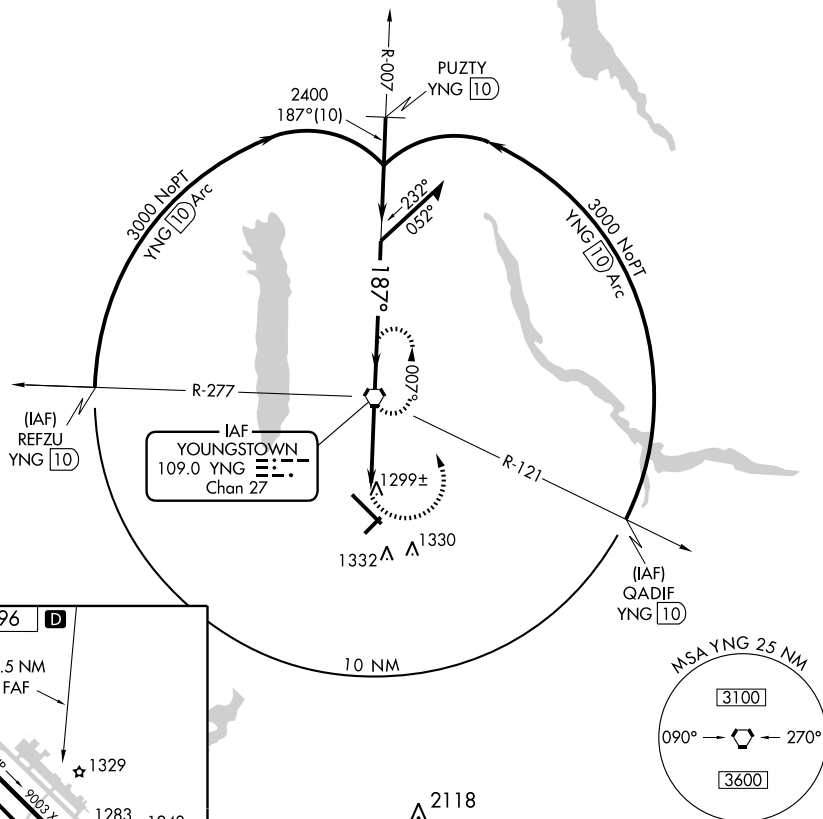 R-007
PUZTY
YNG 10
2400
187°(10)
3000 NoPT
YNG 10 Arc
3000 NoPT
YNG 10 Arc
232°
052°
187°
007°
R-277
(IAF)
REFZU
YNG 10
IAF
YOUNGSTOWN
109.0 YNG
Chan 27
R-121
1299±
1332
1330
(IAF)
QADIF
YNG 10
10 NM
96 D
.5 NM
FAF
1329
9003 X
1283
MSA YNG 25 NM
3100
090°
270°
3600
2118